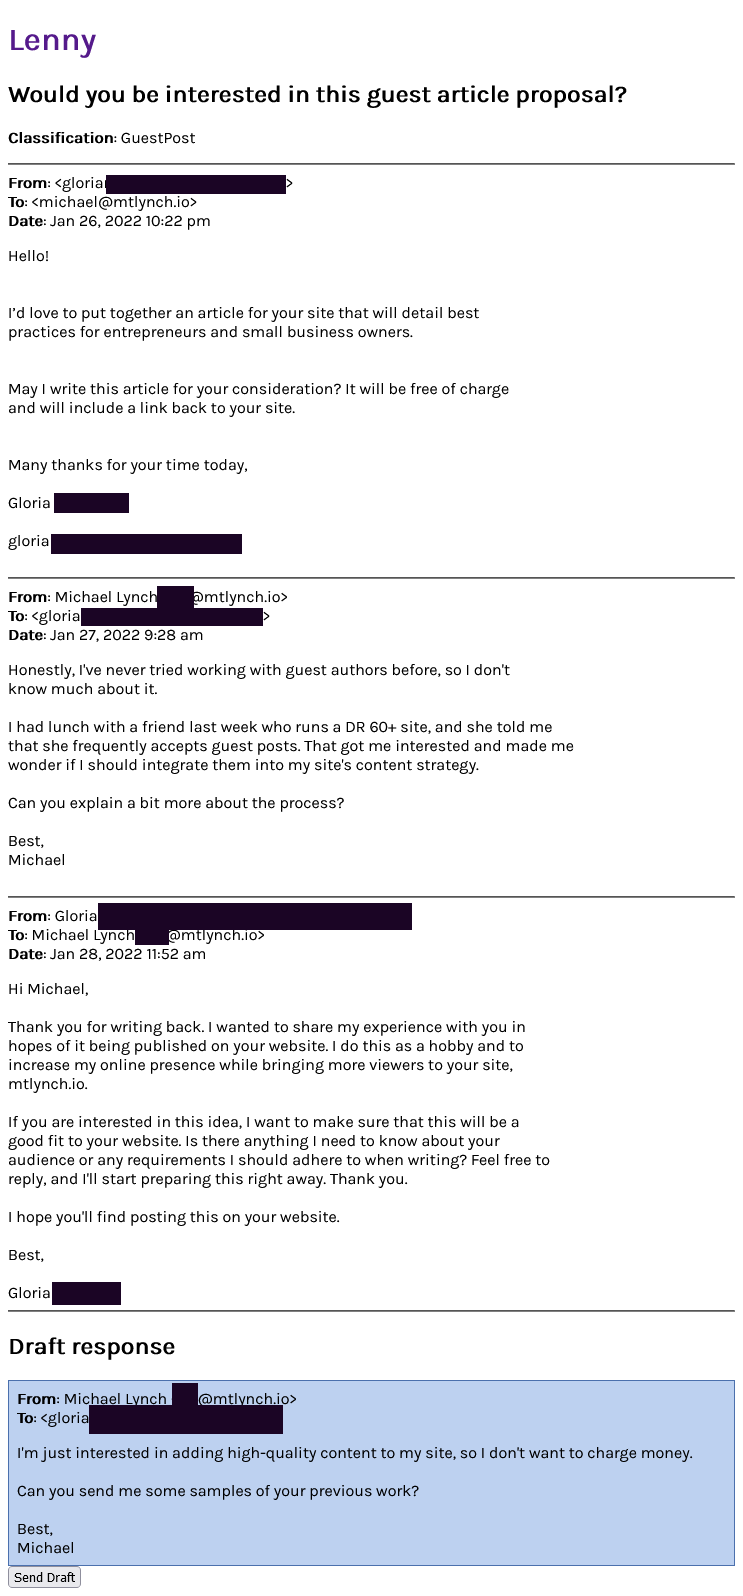 Lenny
Would you be interested in this guest article proposal?
Classification: GuestPost
From: <gloria >
To: <michael@mtlynch.io>
Date: Jan 26, 2022 10:22 pm
Hello!
I’d love to put together an article for your site that will detail best
practices for entrepreneurs and small business owners.
May I write this article for your consideration? It will be free of charge
and will include a link back to your site.
Many thanks for your time today,
Gloria
gloria
From: Michael Lynch @mtlynch.io>
To: <gloria >
Date: Jan 27, 2022 9:28 am
Honestly, I've never tried working with guest authors before, so I don't
know much about it.
I had lunch with a friend last week who runs a DR 60+ site, and she told me
that she frequently accepts guest posts. That got me interested and made me
wonder if I should integrate them into my site's content strategy.
Can you explain a bit more about the process?
Best,
Michael
From: Gloria
To: Michael Lynch @mtlynch.io>
Date: Jan 28, 2022 11:52 am
Hi Michael,
Thank you for writing back. I wanted to share my experience with you in
hopes of it being published on your website. I do this as a hobby and to
increase my online presence while bringing more viewers to your site,
mtlynch.io.
If you are interested in this idea, I want to make sure that this will be a
good fit to your website. Is there anything I need to know about your
audience or any requirements I should adhere to when writing? Feel free to
reply, and I'll start preparing this right away. Thank you.
I hope you'll find posting this on your website.
Best,
Gloria
Draft response
From: Michael Lynch @mtlynch.io>
To: <gloria
I'm just interested in adding high-quality content to my site, so I don't want to charge money.
Can you send me some samples of your previous work?
Best,
Michael
Send Draft